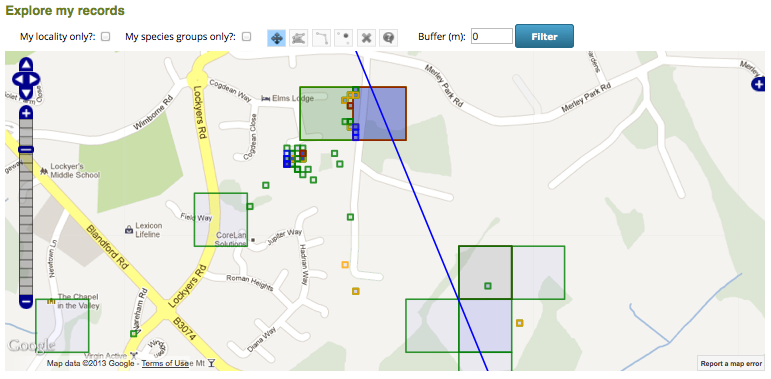 Explore my records
My locality only?:
My species groups only?:
Buffer (m): 0
Filter
Cogdean Way
Elms Lodge
Merley Park Rd
Merley Park Rd
Merley
Wimborne Rd
Lockyers Rd
Cogdean Close
Lockyer's
Middle School
Field Way
Lexicon
Lifeline
CoreLan
Solutions
Jupiter Way
Hadrian Way
Blandford Rd
Newtown Ln
Roman Heights
Lockyers Rd
The Chapel
in the Valley
Wareham Rd
B3074
Diana Way
Virgin Active
Google
Map data ©2013 Google - Terms of Use
Report a map error